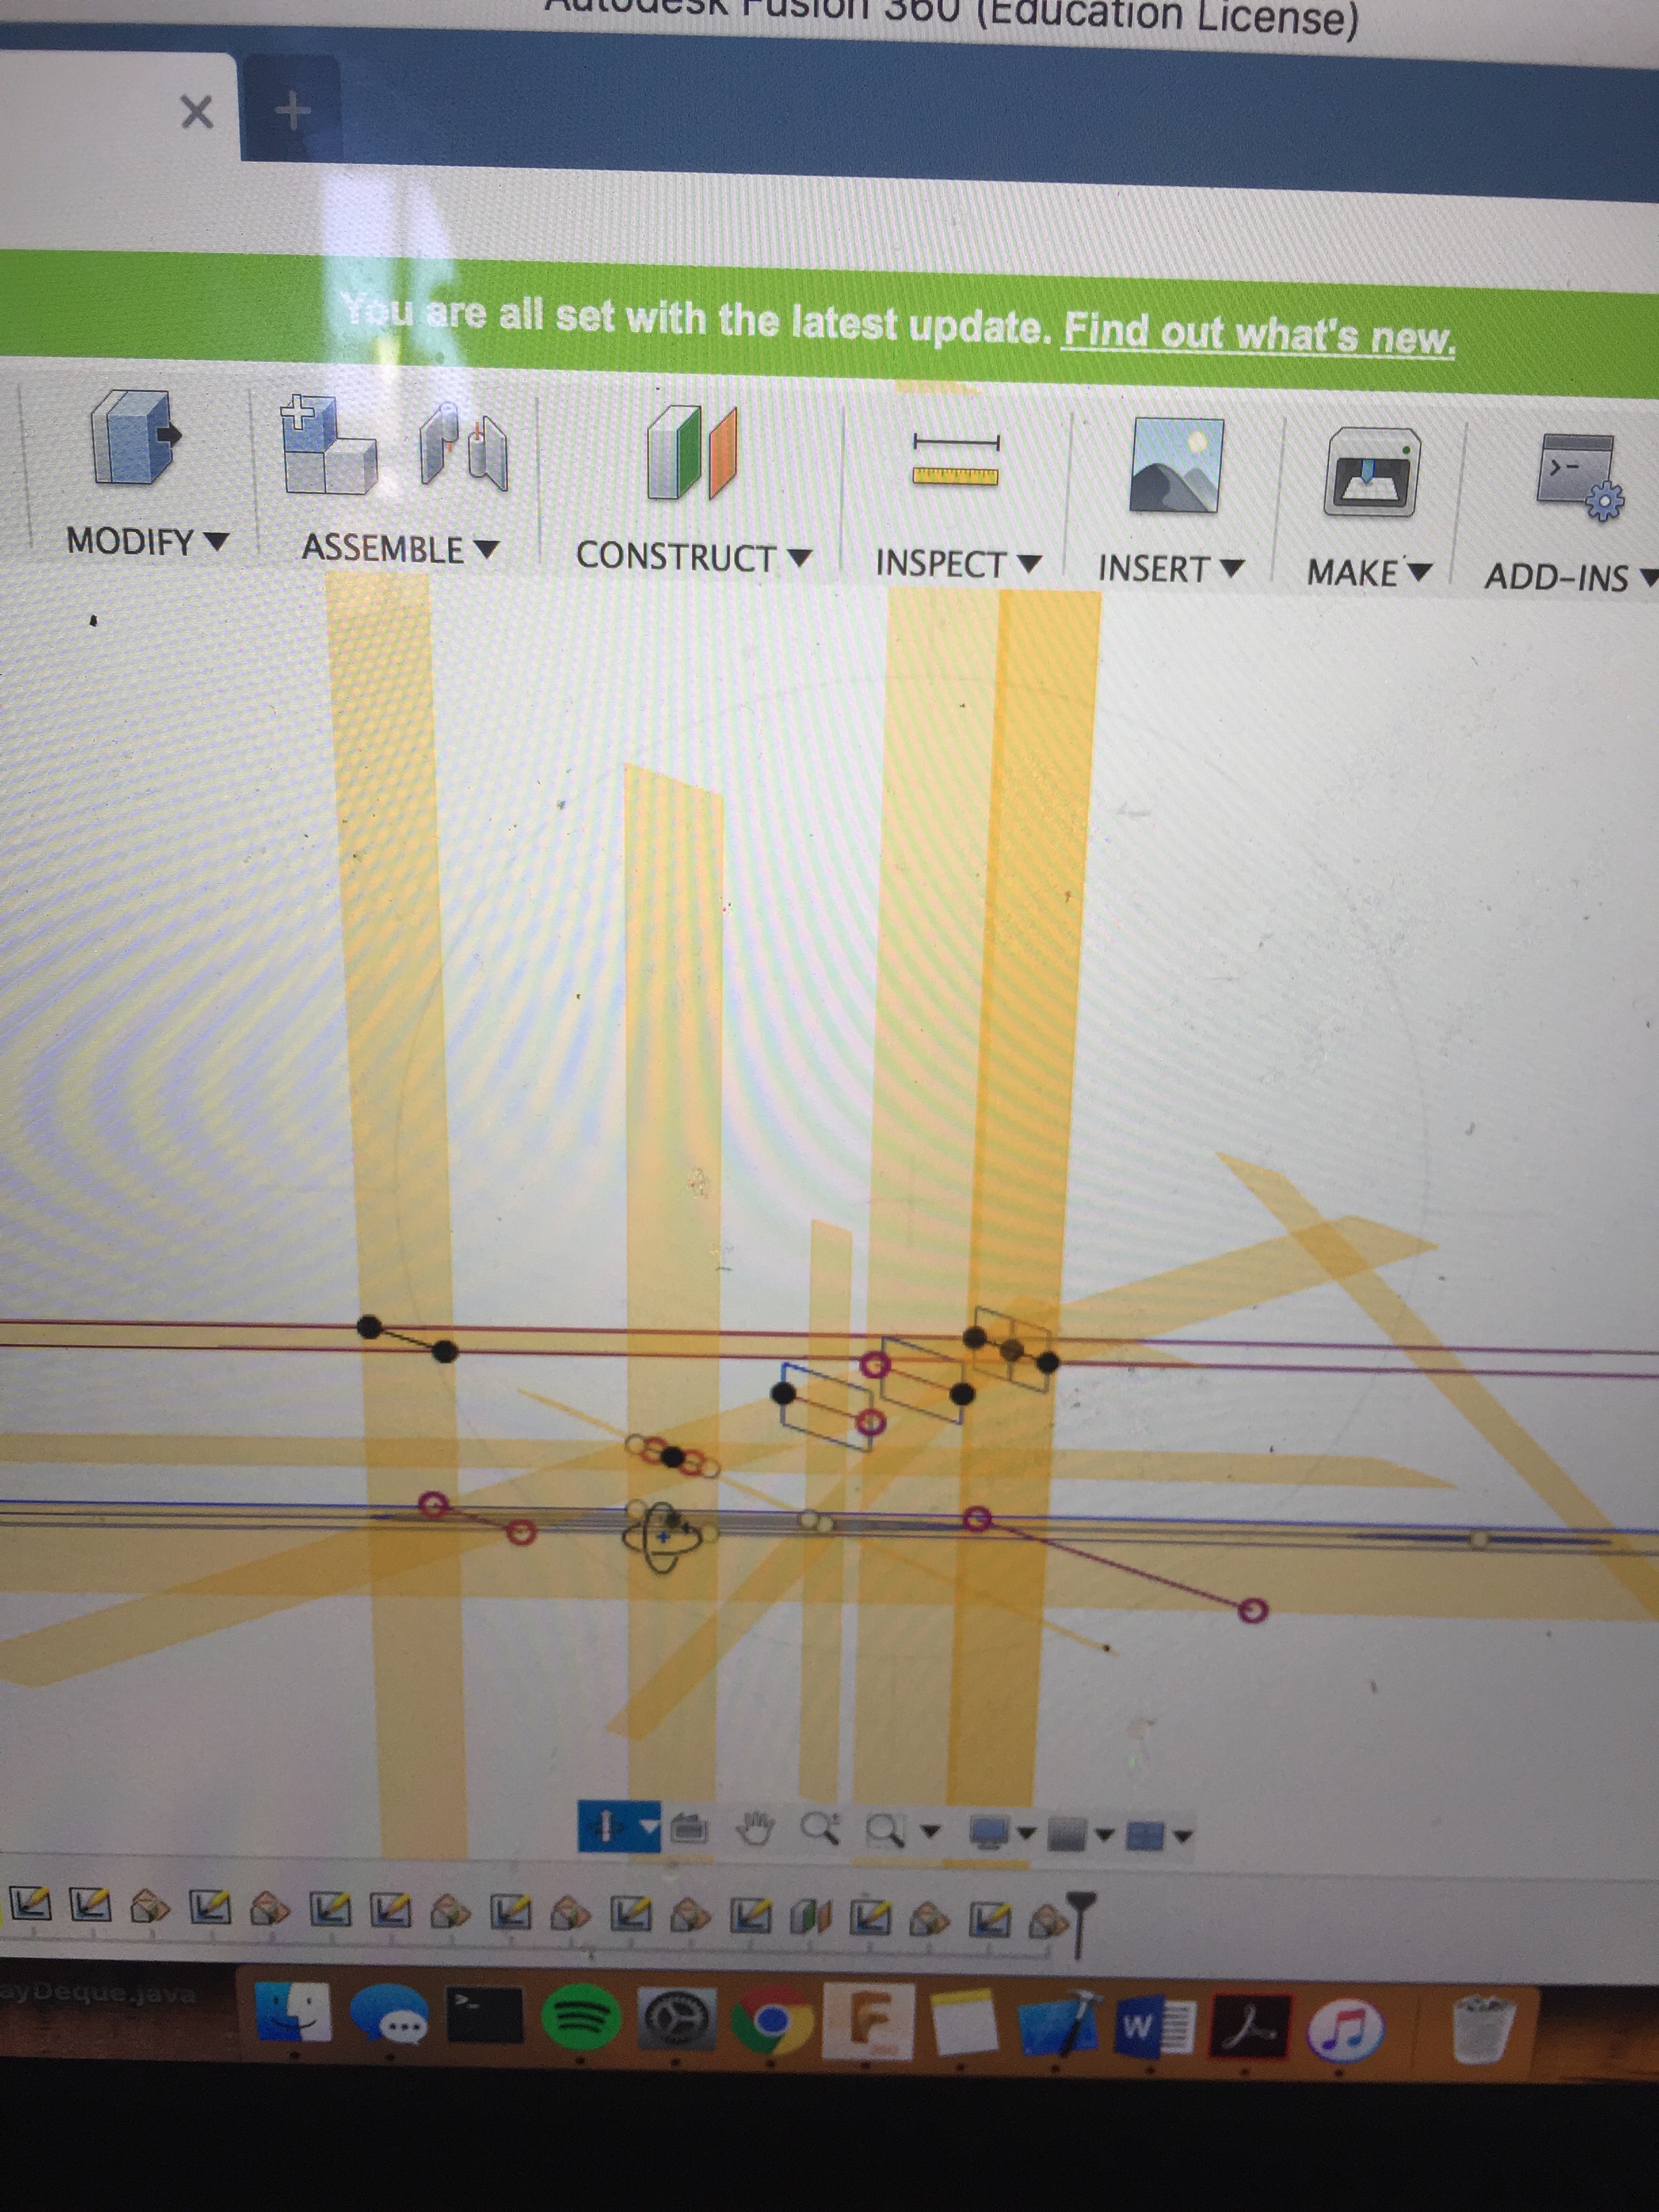 Autodesk Fusion 360 (Education License)
You are all set with the latest update. Find out what's new.
MODIFY ASSEMBLE CONSTRUCT INSPECT INSERT MAKE ADD-INS
ayDeque.java
>_
F
W